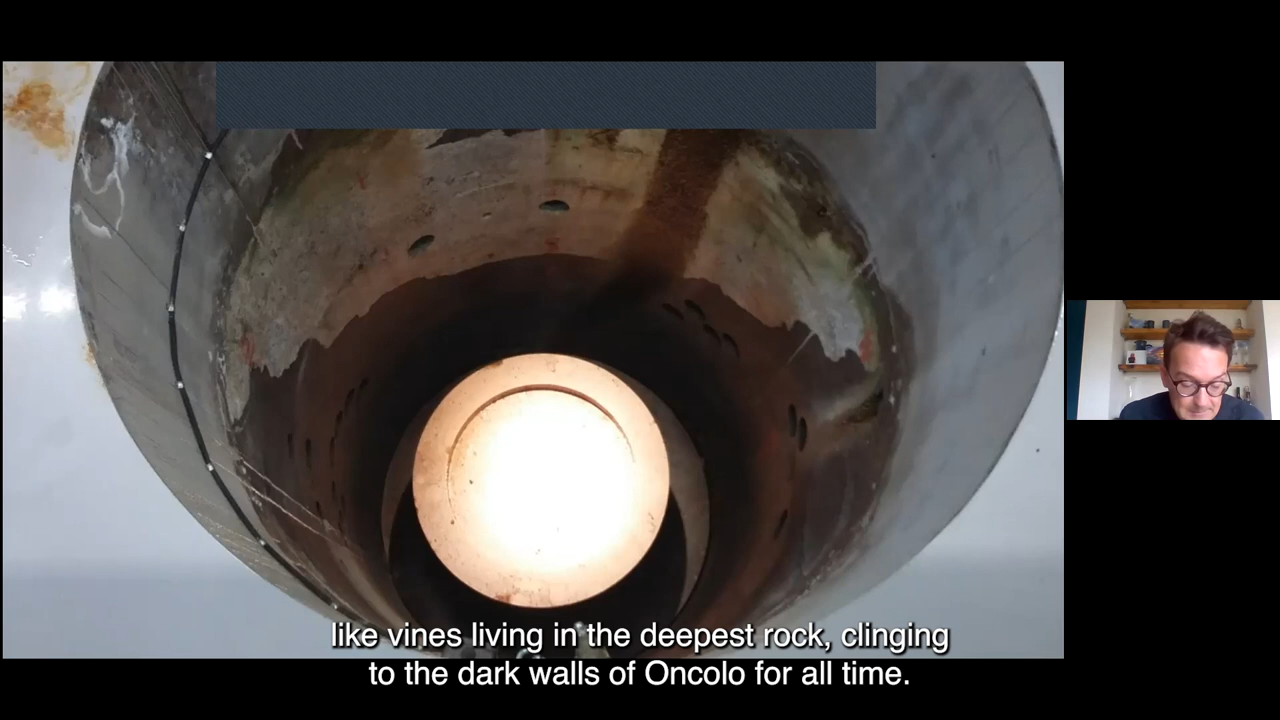 like vines living in the deepest rock, clinging
to the dark walls of Oncolo for all time.